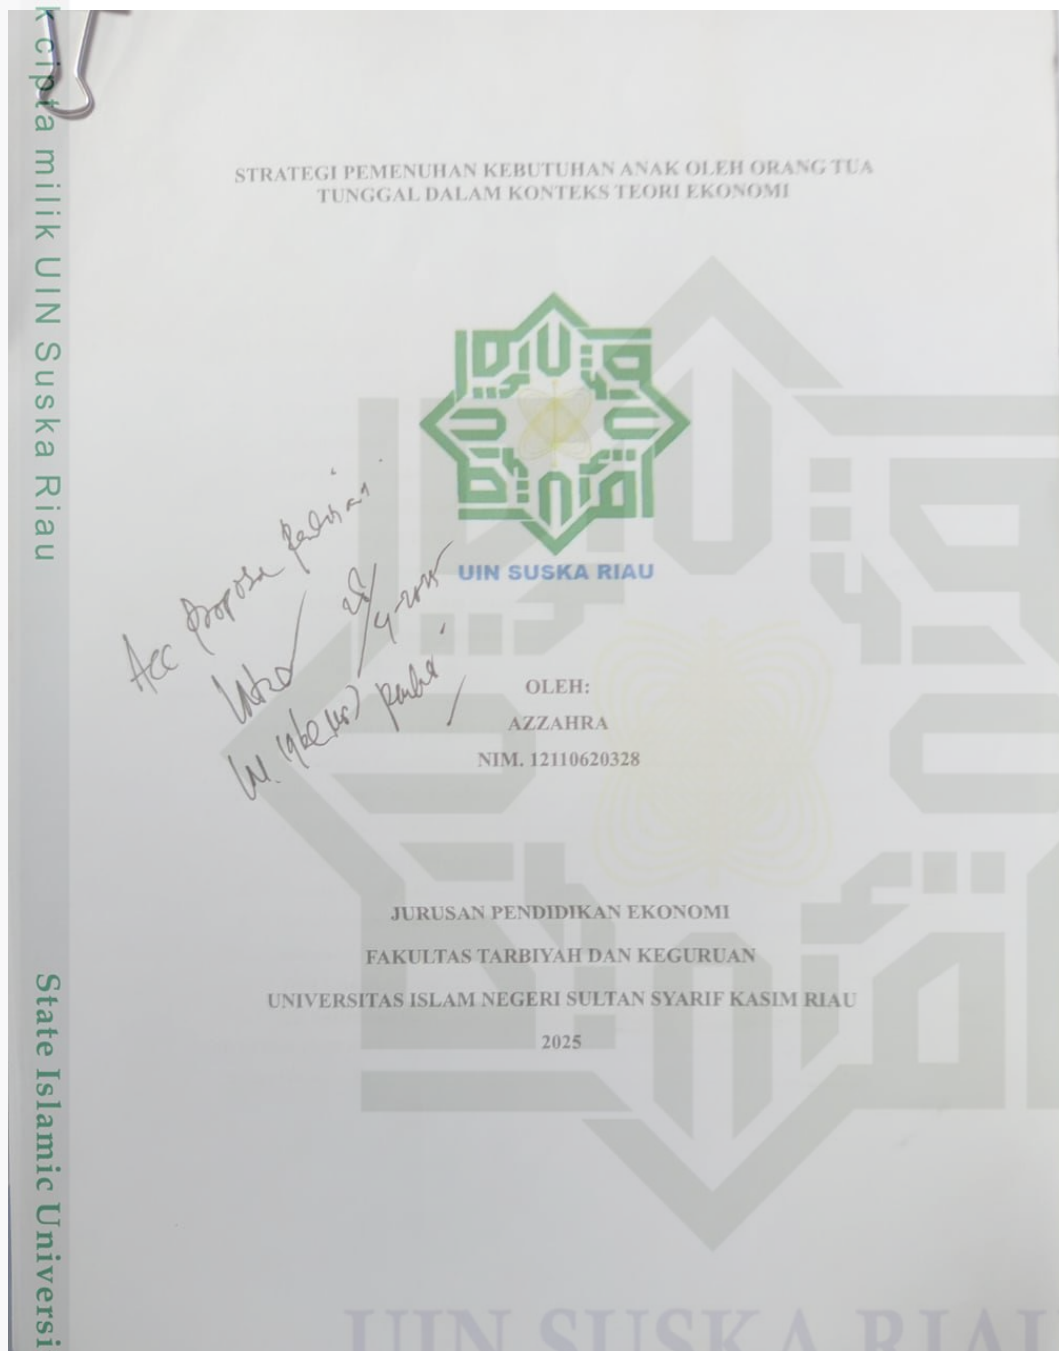 k cipta milik UIN Suska Riau
State Islamic Universi
STRATEGI PEMENUHAN KEBUTUHAN ANAK OLEH ORANG TUA
TUNGGAL DALAM KONTEKS TEORI EKONOMI
UIN SUSKA RIAU
Acc proposal
OLEH:
AZZAHRA
NIM. 12110620328
JURUSAN PENDIDIKAN EKONOMI
FAKULTAS TARBIYAH DAN KEGURUAN
UNIVERSITAS ISLAM NEGERI SULTAN SYARIF KASIM RIAU
2025
UIN SUSKA RIAU